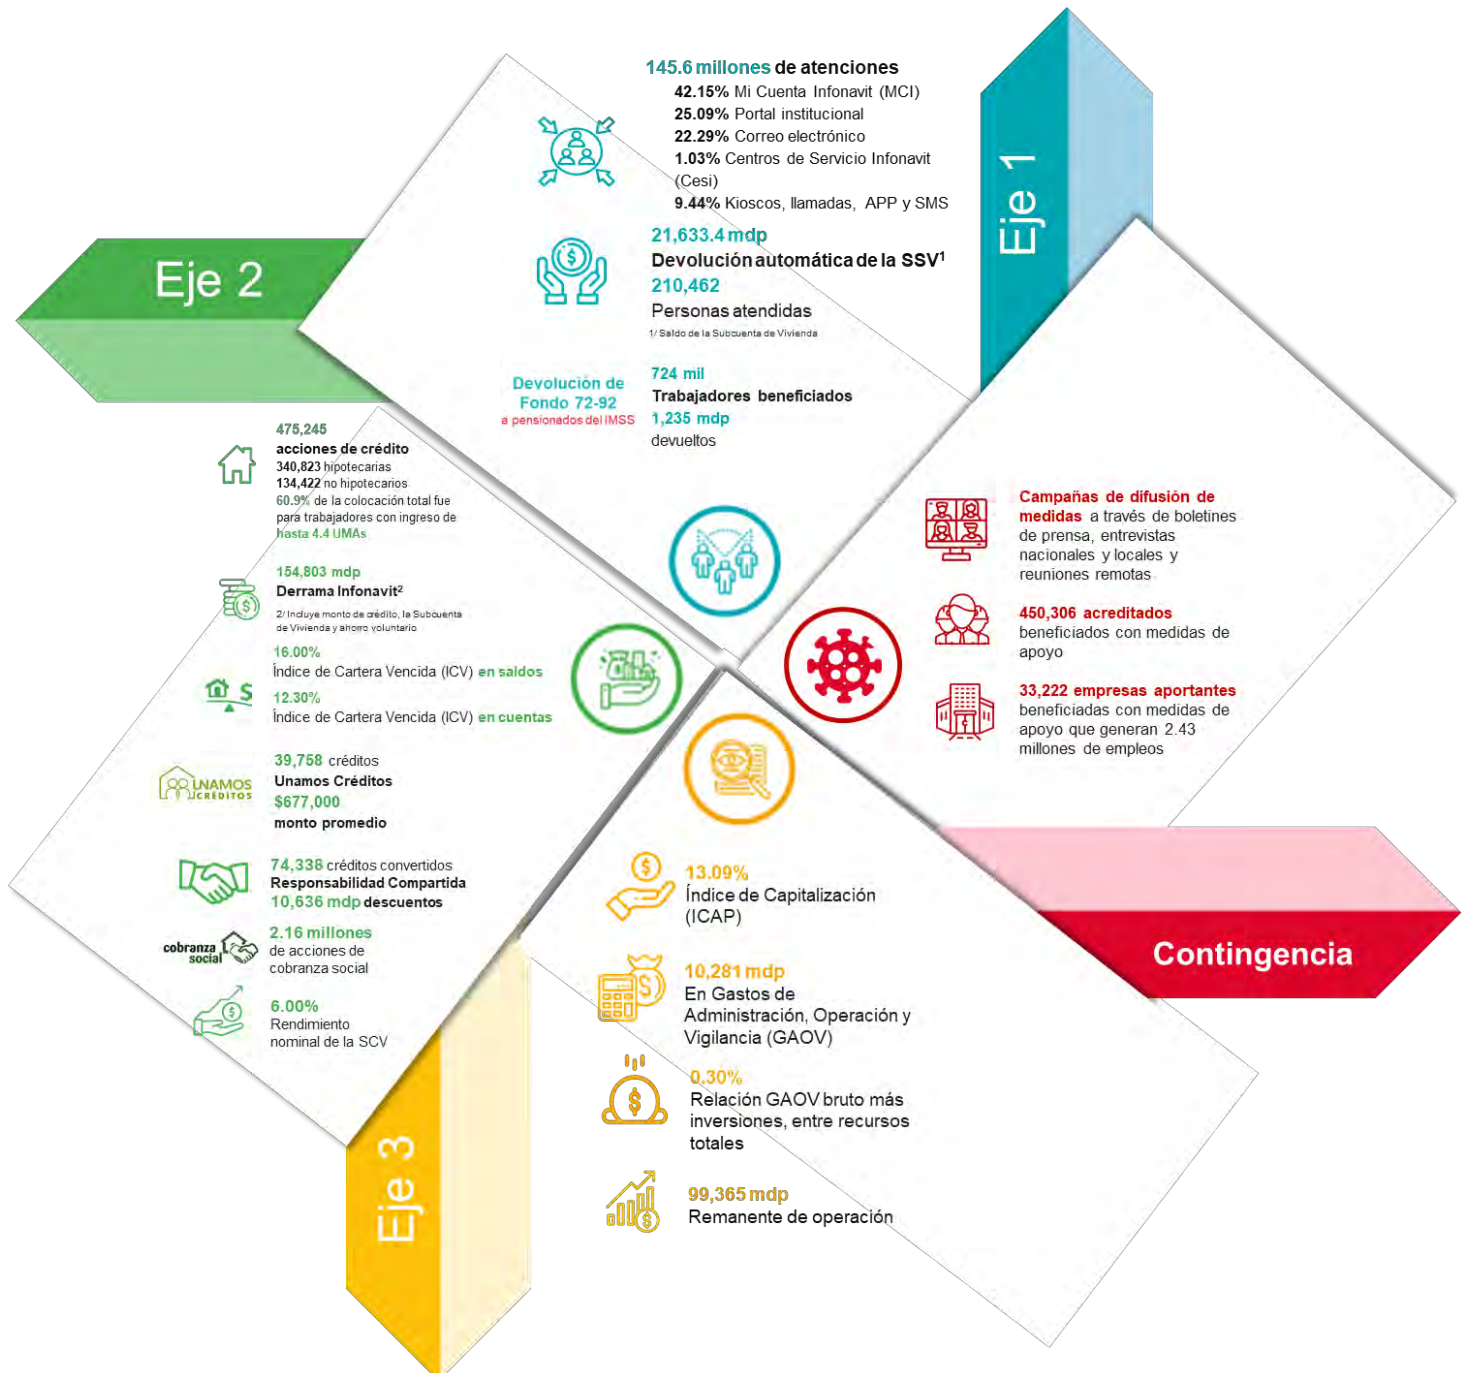 145.6 millones de atenciones
42.15% Mi Cuenta Infonavit (MCI)
25.09% Portal institucional
22.29% Correo electrónico
1.03% Centros de Servicio Infonavit
(Cesi)
9.44% Kioscos, llamadas, APP y SMS
21,633.4 mdp
Devolución automática de la SSV1
210,462
Personas atendidas
1/ Saldo de la Subcuenta de Vivienda
Devolución de
Fondo 72-92
a pensionados del IMSS
724 mil
Trabajadores beneficiados
1,235 mdp
devueltos
Eje 1
Eje 2
475,245
acciones de crédito
340,823 hipotecarias
134,422 no hipotecarios
60.9% de la colocación total fue
para trabajadores con ingreso de
hasta 4.4 UMAs
154,803 mdp
Derrama Infonavit2
2/ Incluye monto de crédito, la Subcuenta
de Vivienda y ahorro voluntario
16.00%
Índice de Cartera Vencida (ICV) en saldos
$
12.30%
Índice de Cartera Vencida (ICV) en cuentas
UNAMOS
CRÉDITOS
39,758 créditos
Unamos Créditos
$677,000
monto promedio
74,338 créditos convertidos
Responsabilidad Compartida
10,636 mdp descuentos
cobranza
social
2.16 millones
de acciones de
cobranza social
6.00%
Rendimiento
nominal de la SCV
Campañas de difusión de
medidas a través de boletines
de prensa, entrevistas
nacionales y locales y
reuniones remotas
450,306 acreditados
beneficiados con medidas de
apoyo
33,222 empresas aportantes
beneficiadas con medidas de
apoyo que generan 2.43
millones de empleos
Contingencia
13.09%
Índice de Capitalización
(ICAP)
10,281 mdp
En Gastos de
Administración, Operación y
Vigilancia (GAOV)
0.30%
Relación GAOV bruto más
inversiones, entre recursos
totales
99,365 mdp
Remanente de operación
Eje 3